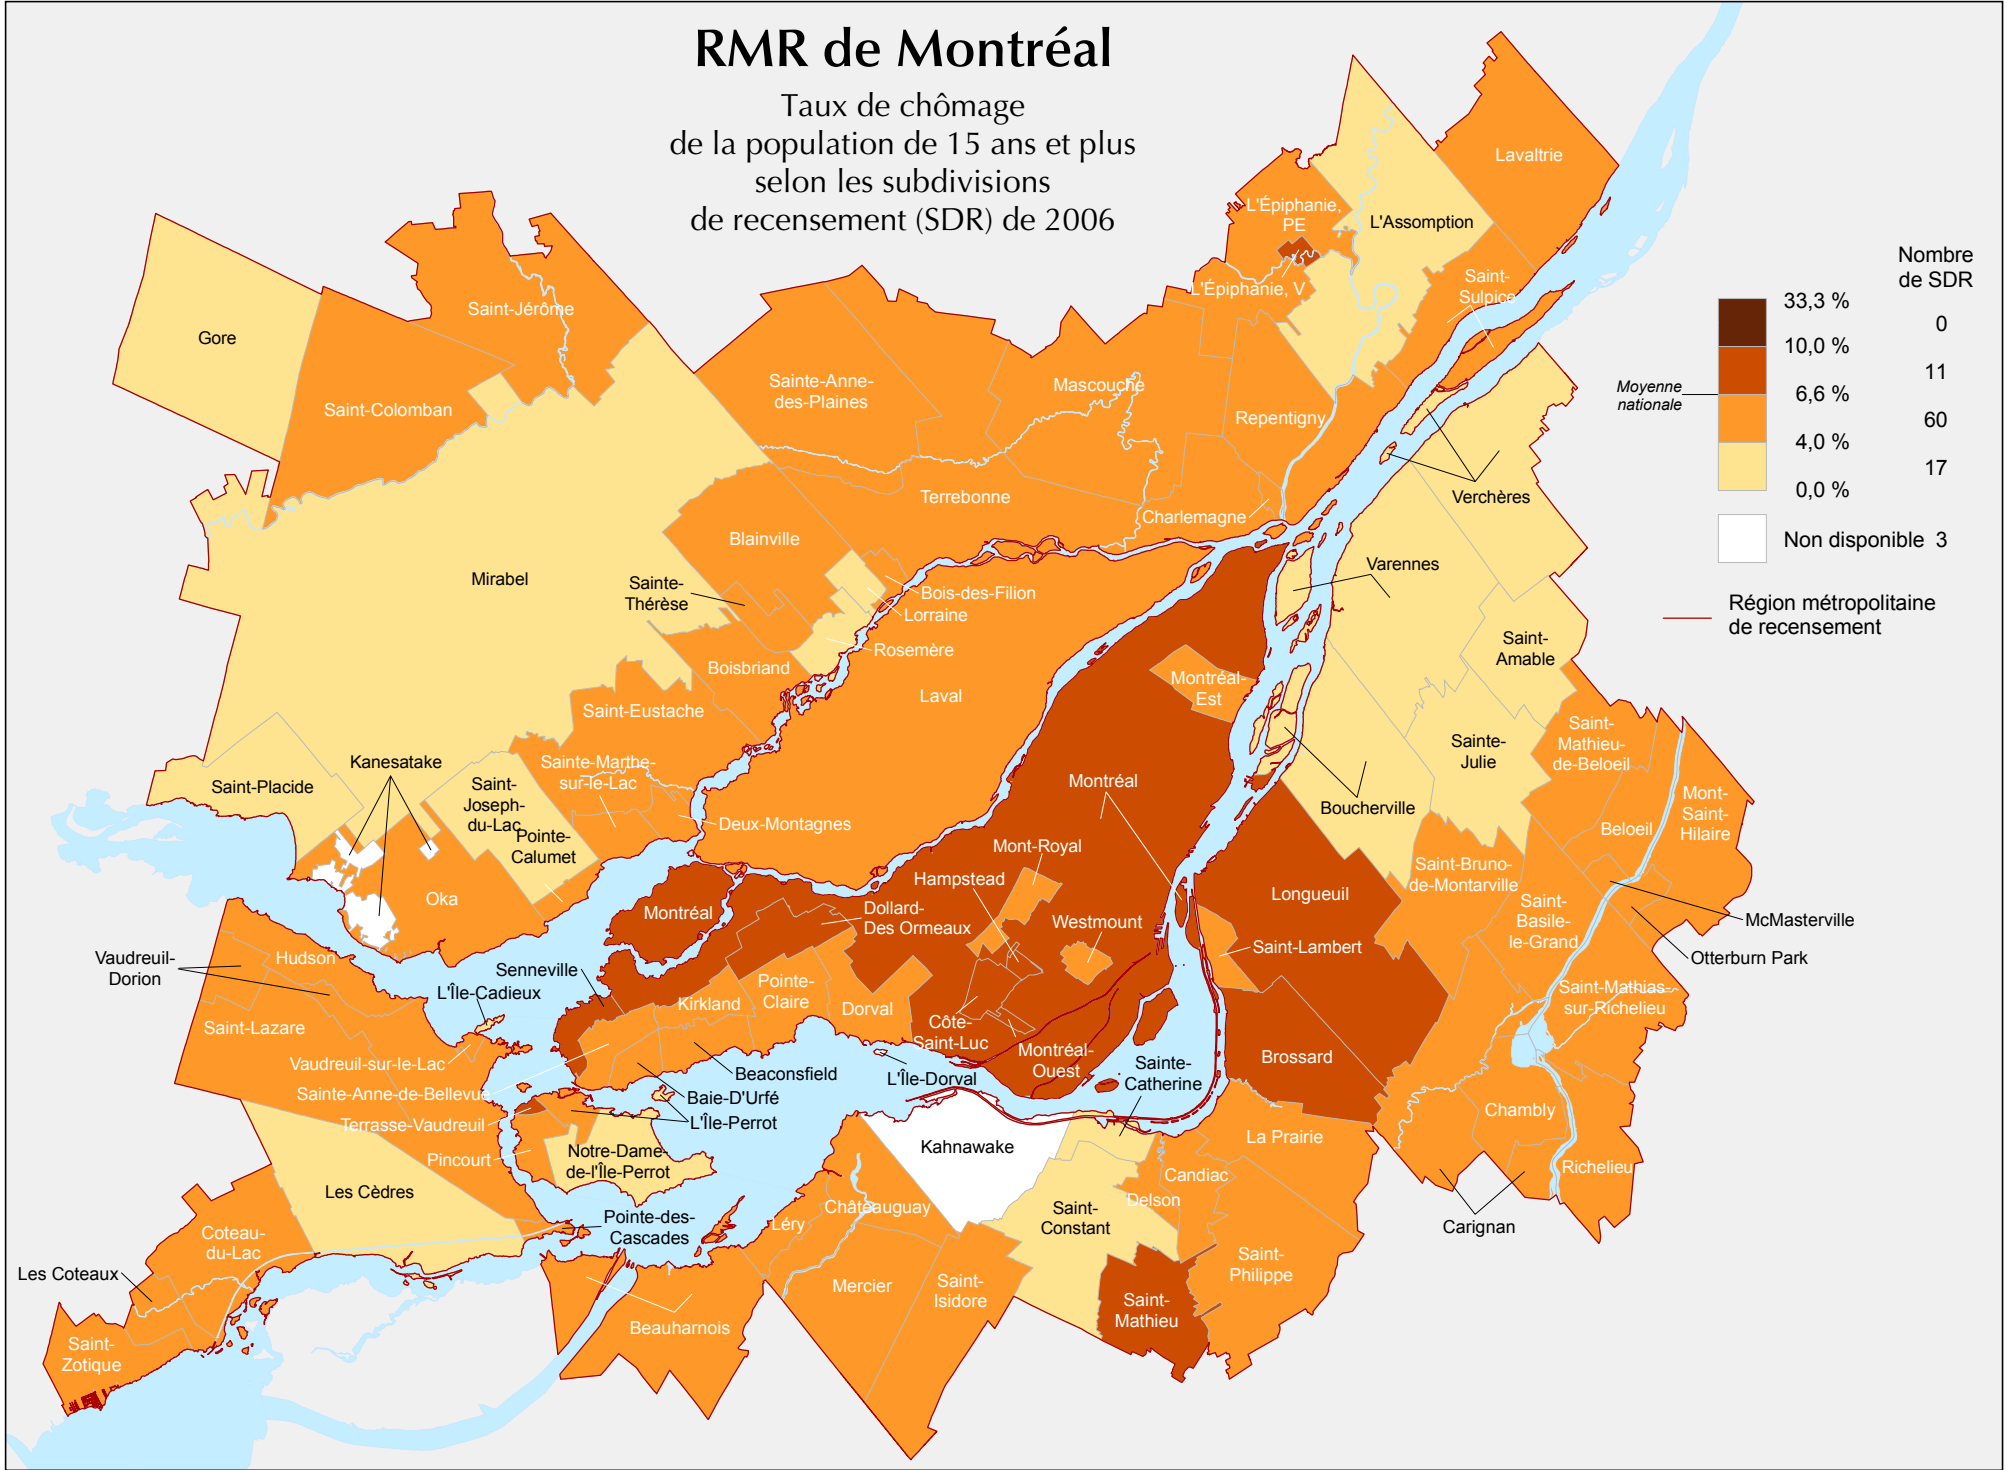 RMR de Montréal
Taux de chômage
de la population de 15 ans et plus
selon les subdivisions
de recensement (SDR) de 2006
Nombre
de SDR
33,3 %
0
10,0 %
11
Moyenne
nationale
6,6 %
60
4,0 %
17
0,0 %
Non disponible 3
Région métropolitaine
de recensement
Lavaltrie
L'Épiphanie,
PE
L'Assomption
Saint-
Sulpice
L'Épiphanie, V
Saint-Jérôme
Gore
Saint-Colomban
Sainte-Anne-
des-Plaines
Mascouche
Repentigny
Terrebonne
Charlemagne
Verchères
Blainville
Mirabel
Sainte-
Thérèse
Bois-des-Filion
Lorraine
Rosemère
Boisbriand
Varennes
Saint-
Amable
Montréal-
Est
Laval
Saint-Eustache
Saint-
Mathieu-
de-Beloeil
Sainte-
Julie
Sainte-Marthe-
sur-le-Lac
Kanesatake
Saint-Placide
Saint-
Joseph-
du-Lac
Pointe-
Calumet
Deux-Montagnes
Montréal
Boucherville
Mont-
Saint-
Hilaire
Beloeil
Mont-Royal
Hampstead
Saint-Bruno-
de-Montarville
Oka
Montréal
Dollard-
Des Ormeaux
Westmount
Longueuil
Saint-
Basile-
le-Grand
McMasterville
Saint-Lambert
Otterburn Park
Vaudreuil-
Dorion
Hudson
Senneville
L'Île-Cadieux
Kirkland
Pointe-
Claire
Dorval
Saint-Mathias-
sur-Richelieu
Saint-Lazare
Côte-
Saint-Luc
Montréal-
Ouest
Brossard
Vaudreuil-sur-le-Lac
Sainte-Anne-de-Bellevue
Beaconsfield
Baie-D'Urfé
L'Île-Dorval
Sainte-
Catherine
Terrasse-Vaudreuil
L'Île-Perrot
Chambly
La Prairie
Kahnawake
Pincourt
Notre-Dame-
de-l'Île-Perrot
Richelieu
Candiac
Delson
Les Cèdres
Châteauguay
Léry
Saint-
Constant
Carignan
Pointe-des-
Cascades
Coteau-
du-Lac
Les Coteaux
Saint-
Philippe
Mercier
Saint-
Isidore
Saint-
Mathieu
Beauharnois
Saint-
Zotique